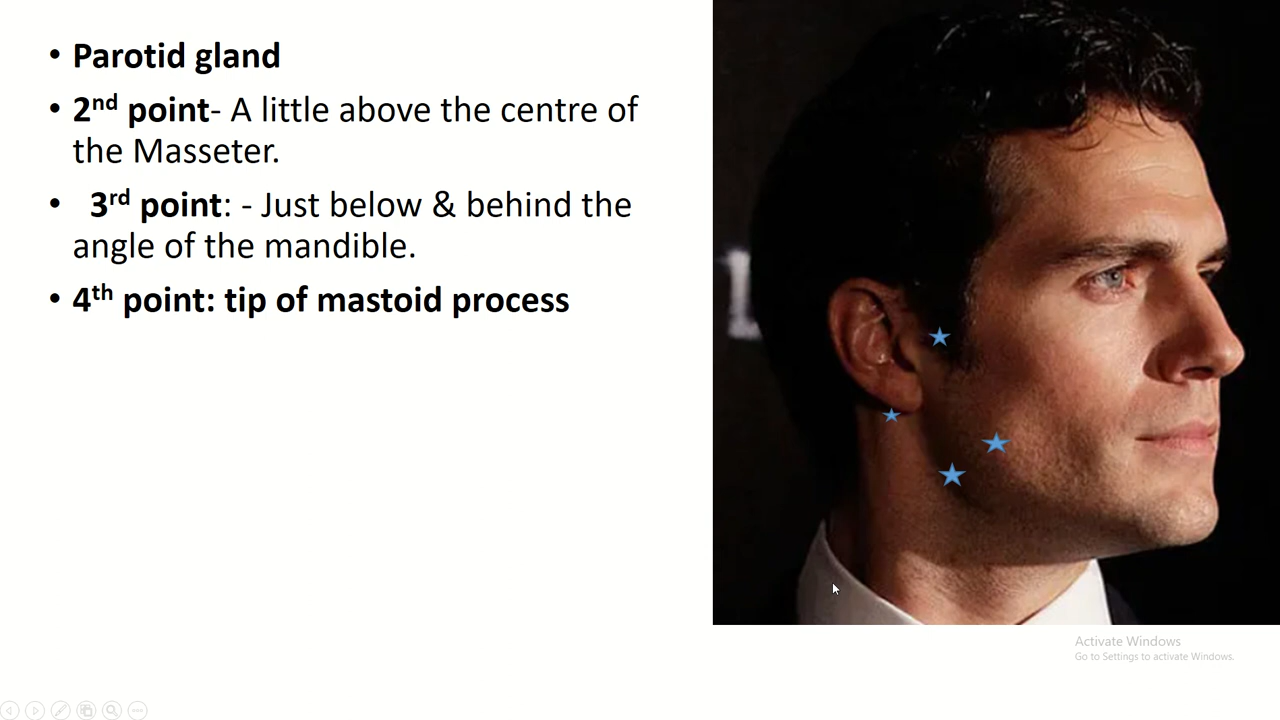 • Parotid gland
• 2nd point- A little above the centre of
the Masseter.
• 3rd point: - Just below & behind the
angle of the mandible.
• 4th point: tip of mastoid process
Activate Windows
Go to Settings to activate Windows.